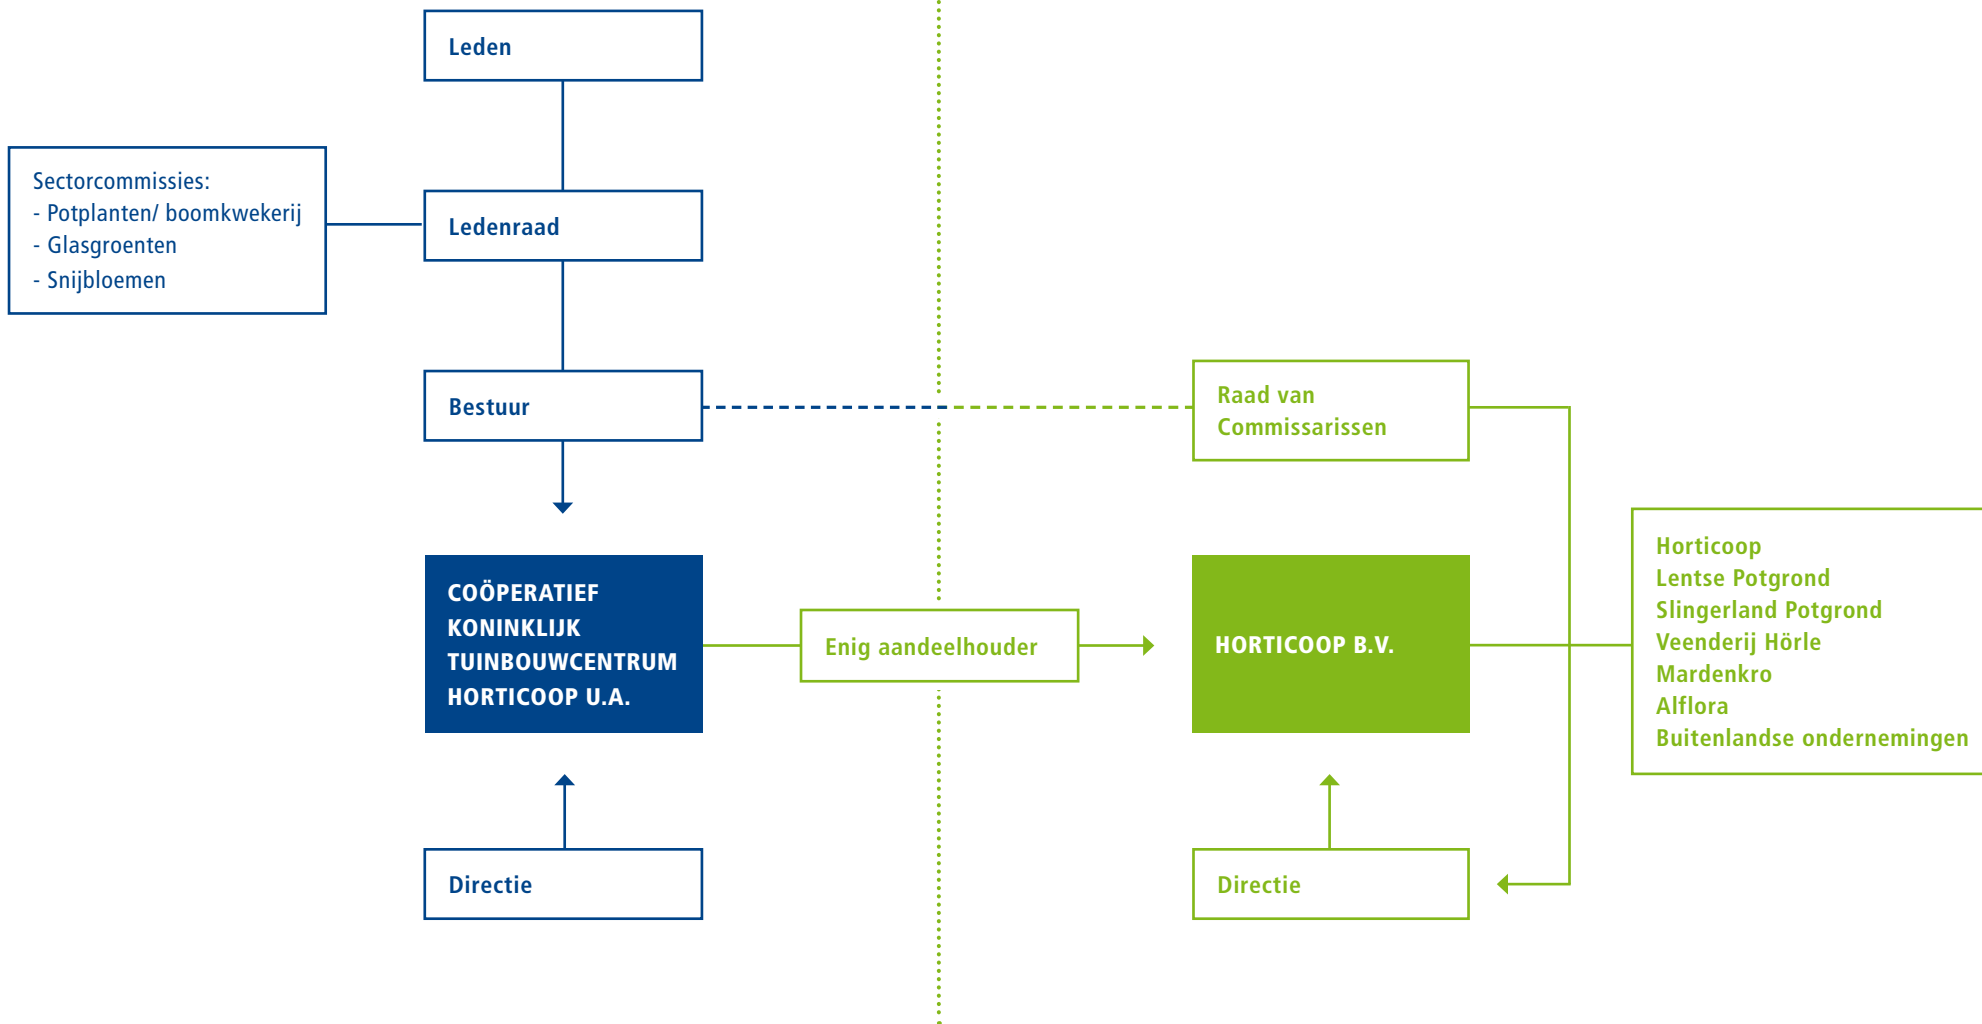 Leden
Sectorcommissies:
- Potplanten/ boomkwekerij
- Glasgroenten
- Snijbloemen
Ledenraad
Bestuur
Raad van
Commissarissen
COÖPERATIEF
KONINKLIJK
TUINBOUWCENTRUM
HORTICOOP U.A.
Enig aandeelhouder
HORTICOOP B.V.
Horticoop
Lentse Potgrond
Slingerland Potgrond
Veenderij Hörle
Mardenkro
Alflora
Buitenlandse ondernemingen
Directie
Directie